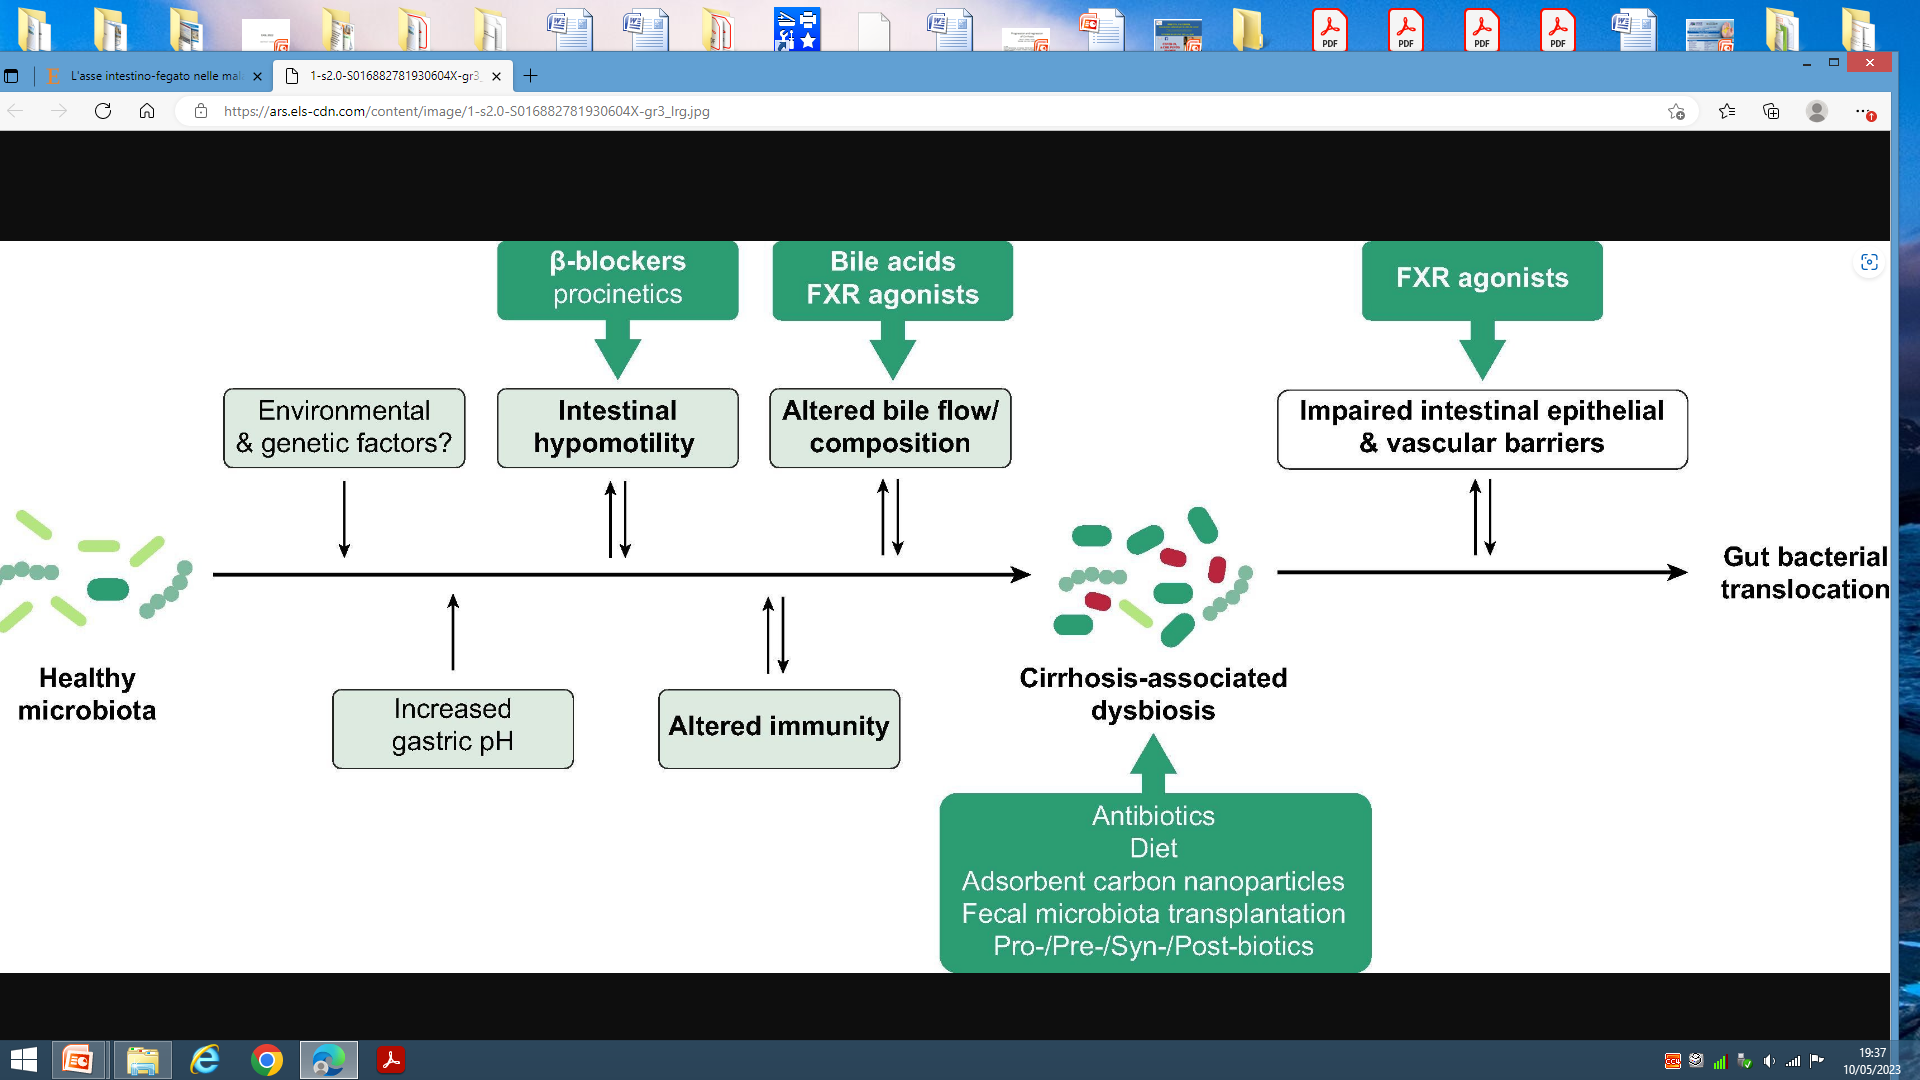 PDF
PDF
PDF
PDF
L'asse intestino-fegato nelle mal
1-s2.0-S016882781930604X-gr3_
https://ars.els-cdn.com/content/image/1-s2.0-S016882781930604X-gr3_lrg.jpg
β-blockers
procinetics
Bile acids
FXR agonists
FXR agonists
Environmental
& genetic factors?
Intestinal
hypomotility
Altered bile flow/
composition
Impaired intestinal epithelial
& vascular barriers
Gut bacterial
translocation
Healthy
microbiota
Cirrhosis-associated
dysbiosis
Increased
gastric pH
Altered immunity
Antibiotics
Diet
Adsorbent carbon nanoparticles
Fecal microbiota transplantation
Pro-/Pre-/Syn-/Post-biotics
19:37
10/05/2023